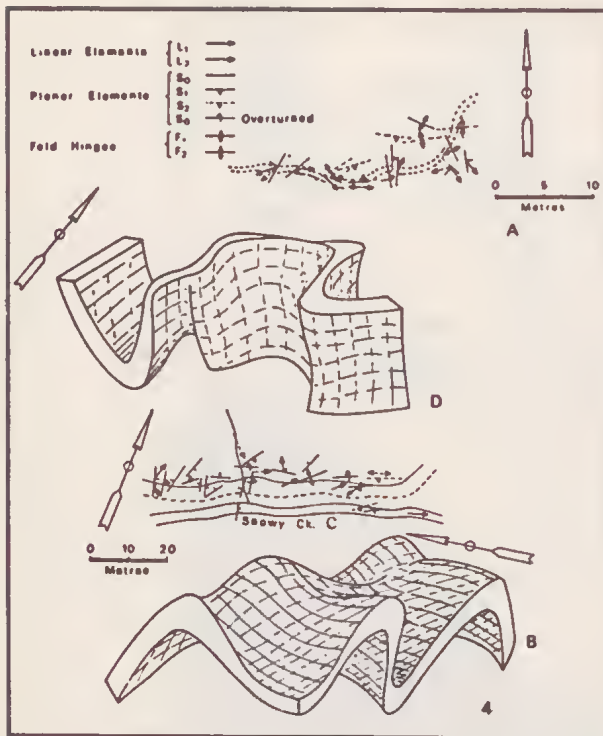 Linear Elements { L₁
L₂
Planar Elements { S₀
S₁
S₂
S₀ Overturned
Fold Hinges { F₁
F₂
0 5 10
Metres
A
D
Snowy Ck. C
0 10 20
Metres
B
4